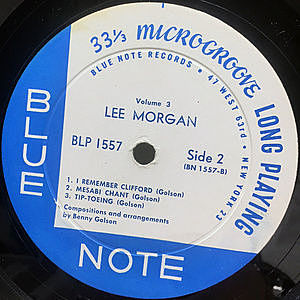 33⅓ MICROGROOVE LONG PLAYING
BLUE NOTE RECORDS • 47 WEST 63rd • NEW YORK 23
Volume 3
LEE MORGAN
BLP 1557
Side 2
(BN 1557-B)
1. I REMEMBER CLIFFORD (Golson)
2. MESABI CHANT (Golson)
3. TIP-TOEING (Golson)
Compositions and arrangements
by Benny Golson
BLUE
NOTE